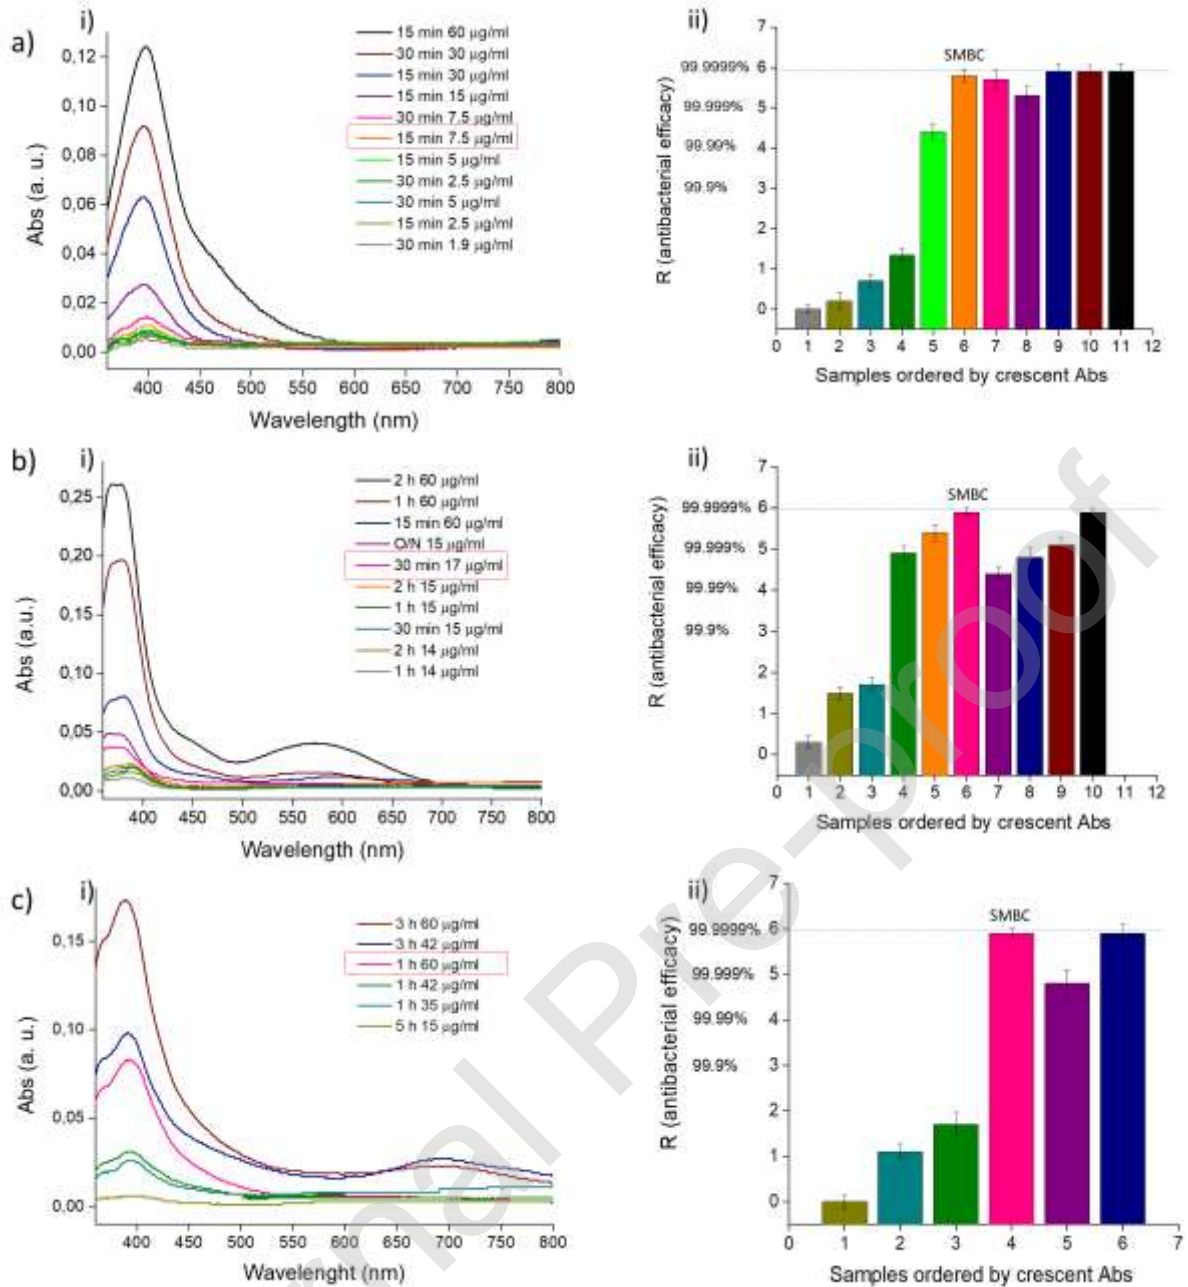 a)
i)
Abs (a. u.)
0,12
0,10
0,08
0,06
0,04
0,02
0,00
15 min 60 µg/ml
30 min 30 µg/ml
15 min 30 µg/ml
15 min 15 µg/ml
30 min 7.5 µg/ml
15 min 7.5 µg/ml
15 min 5 µg/ml
30 min 2.5 µg/ml
30 min 5 µg/ml
15 min 2.5 µg/ml
30 min 1.9 µg/ml
400 450 500 550 600 650 700 750 800
Wavelength (nm)
ii)
R (antibacterial efficacy)
99.9999%
99.999%
99.99%
99.9%
7
6
5
4
3
2
1
0
SMBC
0 1 2 3 4 5 6 7 8 9 10 11 12
Samples ordered by crescent Abs
b)
i)
Abs (a.u.)
0,25
0,20
0,15
0,10
0,05
0,00
2 h 60 µg/ml
1 h 60 µg/ml
15 min 60 µg/ml
O/N 15 µg/ml
30 min 17 µg/ml
2 h 15 µg/ml
1 h 15 µg/ml
30 min 15 µg/ml
2 h 14 µg/ml
1 h 14 µg/ml
400 450 500 550 600 650 700 750 800
Wavelength (nm)
ii)
R (antibacterial efficacy)
99.9999%
99.999%
99.99%
99.9%
7
6
5
4
3
2
1
0
SMBC
0 1 2 3 4 5 6 7 8 9 10 11 12
Samples ordered by crescent Abs
c)
i)
Abs (a. u.)
0,15
0,10
0,05
0,00
3 h 60 µg/ml
3 h 42 µg/ml
1 h 60 µg/ml
1 h 42 µg/ml
1 h 35 µg/ml
5 h 15 µg/ml
400 450 500 550 600 650 700 750 800
Wavelenght (nm)
ii)
R (antibacterial efficacy)
99.9999%
99.999%
99.99%
99.9%
7
6
5
4
3
2
1
0
SMBC
0 1 2 3 4 5 6 7
Samples ordered by crescent Abs
rnal Pre-proof